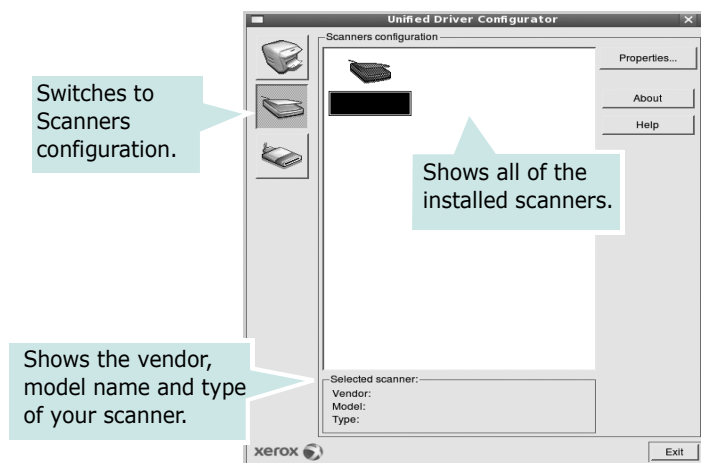 Unified Driver Configurator
Scanners configuration
Properties...
About
Help
Switches to
Scanners
configuration.
Shows all of the
installed scanners.
Shows the vendor,
model name and type
of your scanner.
Selected scanner:
Vendor:
Model:
Type:
xerox
Exit